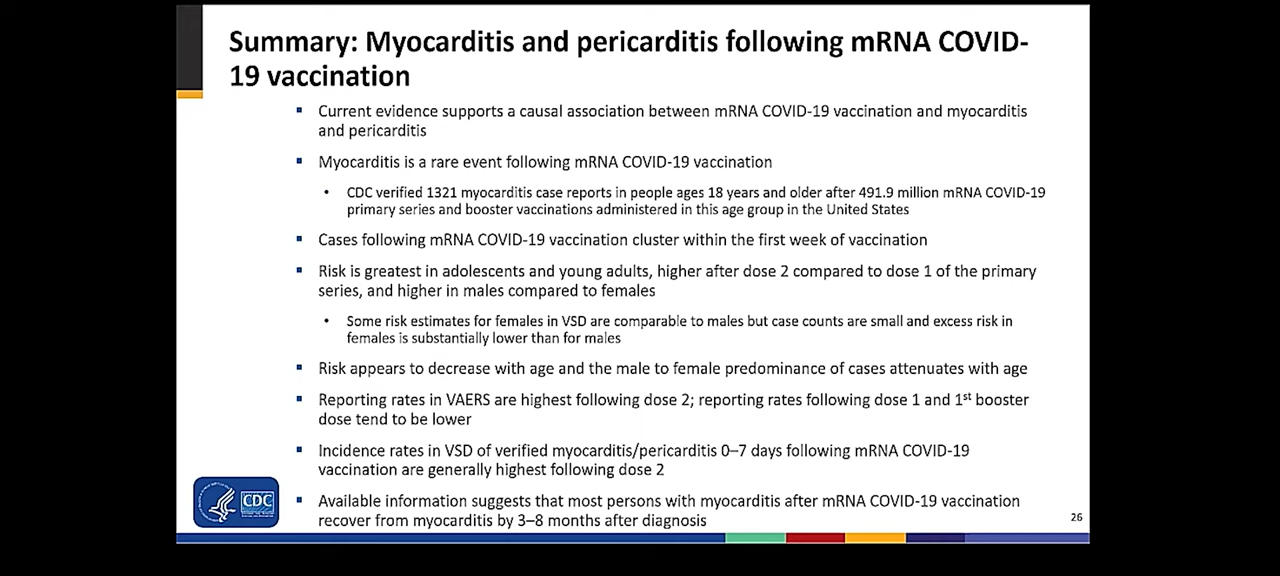 Summary: Myocarditis and pericarditis following mRNA COVID-
19 vaccination
▪ Current evidence supports a causal association between mRNA COVID-19 vaccination and myocarditis
and pericarditis
▪ Myocarditis is a rare event following mRNA COVID-19 vaccination
• CDC verified 1321 myocarditis case reports in people ages 18 years and older after 491.9 million mRNA COVID-19
primary series and booster vaccinations administered in this age group in the United States
▪ Cases following mRNA COVID-19 vaccination cluster within the first week of vaccination
▪ Risk is greatest in adolescents and young adults, higher after dose 2 compared to dose 1 of the primary
series, and higher in males compared to females
• Some risk estimates for females in VSD are comparable to males but case counts are small and excess risk in
females is substantially lower than for males
▪ Risk appears to decrease with age and the male to female predominance of cases attenuates with age
▪ Reporting rates in VAERS are highest following dose 2; reporting rates following dose 1 and 1st booster
dose tend to be lower
▪ Incidence rates in VSD of verified myocarditis/pericarditis 0–7 days following mRNA COVID-19
vaccination are generally highest following dose 2
▪ Available information suggests that most persons with myocarditis after mRNA COVID-19 vaccination
recover from myocarditis by 3–8 months after diagnosis
CDC
26